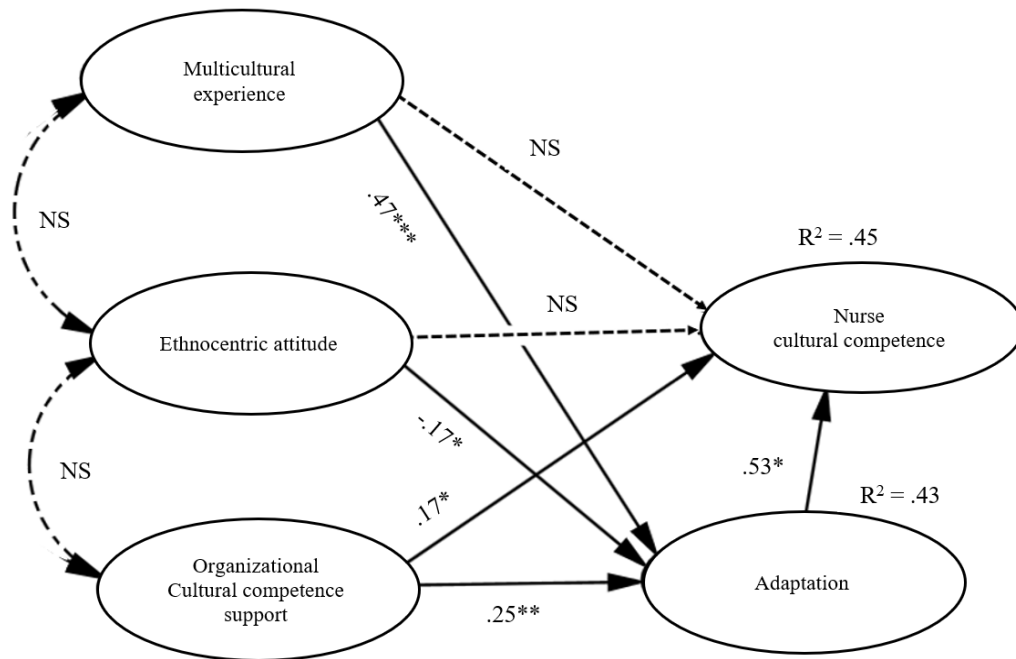 Multicultural
experience
NS
NS
.47***
R² = .45
NS
Nurse
cultural competence
Ethnocentric attitude
-.17*
NS
.53*
.17*
R² = .43
Organizational
Cultural competence
support
Adaptation
.25**